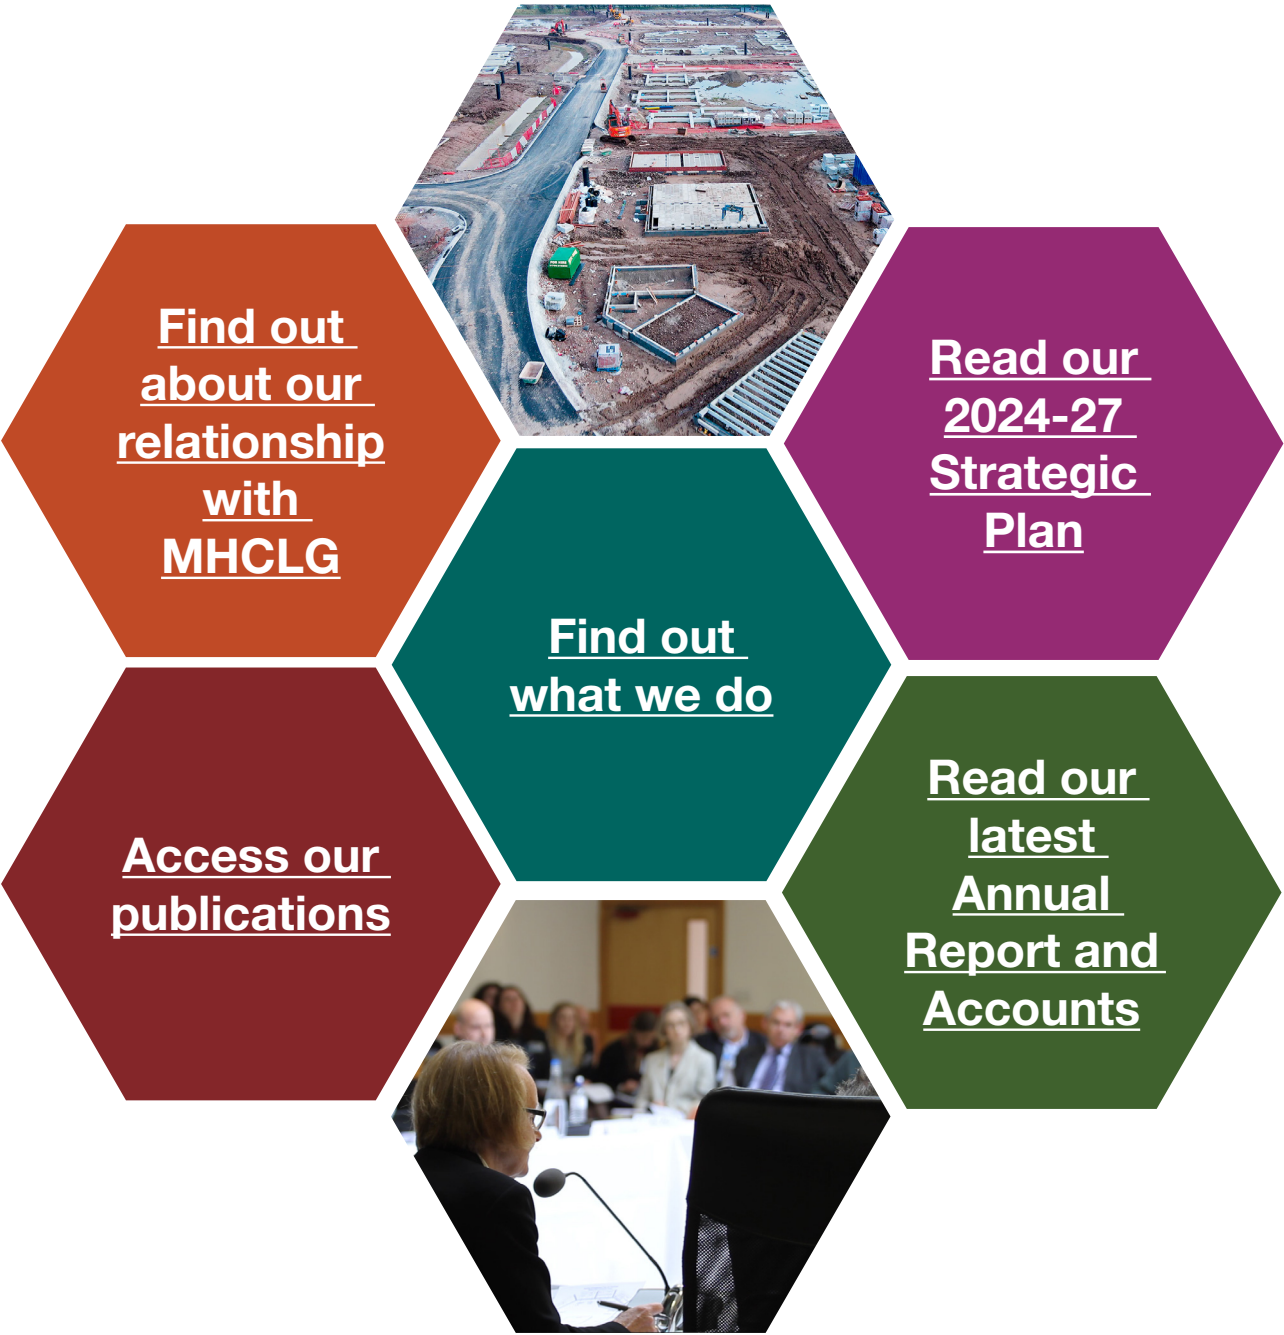 Find out
about our
relationship
with
MHCLG
Read our
2024-27
Strategic
Plan
Find out
what we do
Access our
publications
Read our
latest
Annual
Report and
Accounts